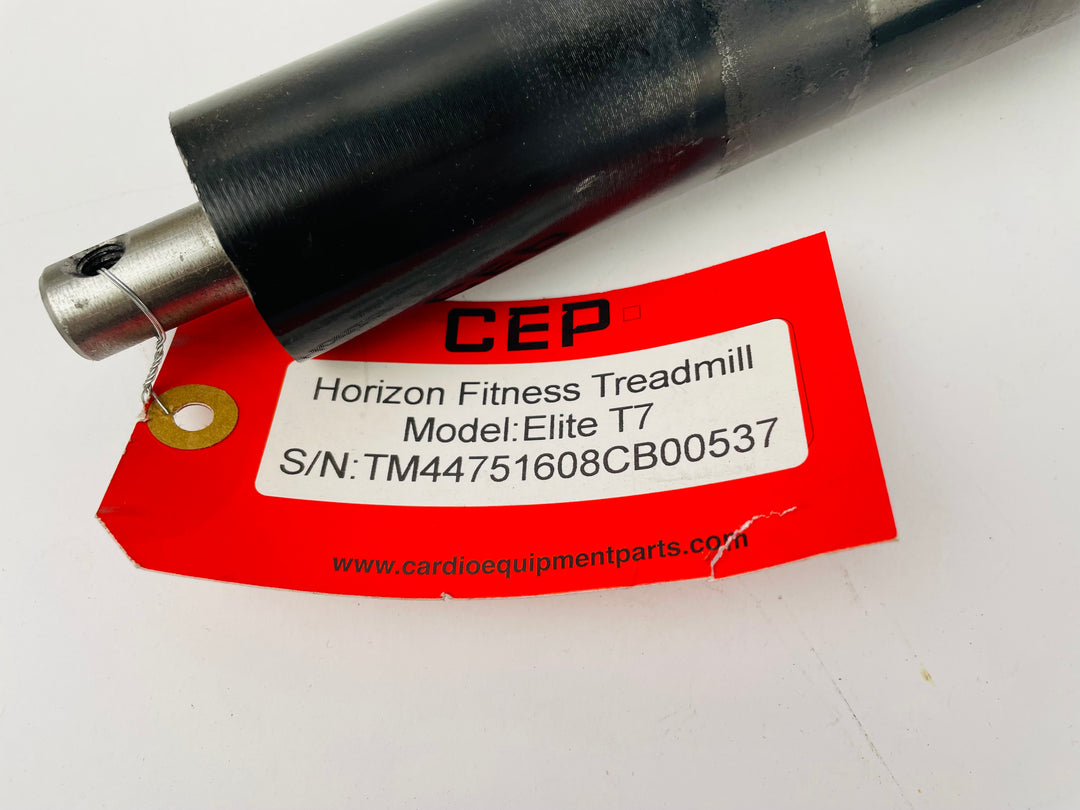 CEP
Horizon Fitness Treadmill
Model:Elite T7
S/N:TM44751608CB00537
www.cardioequipmentparts.com